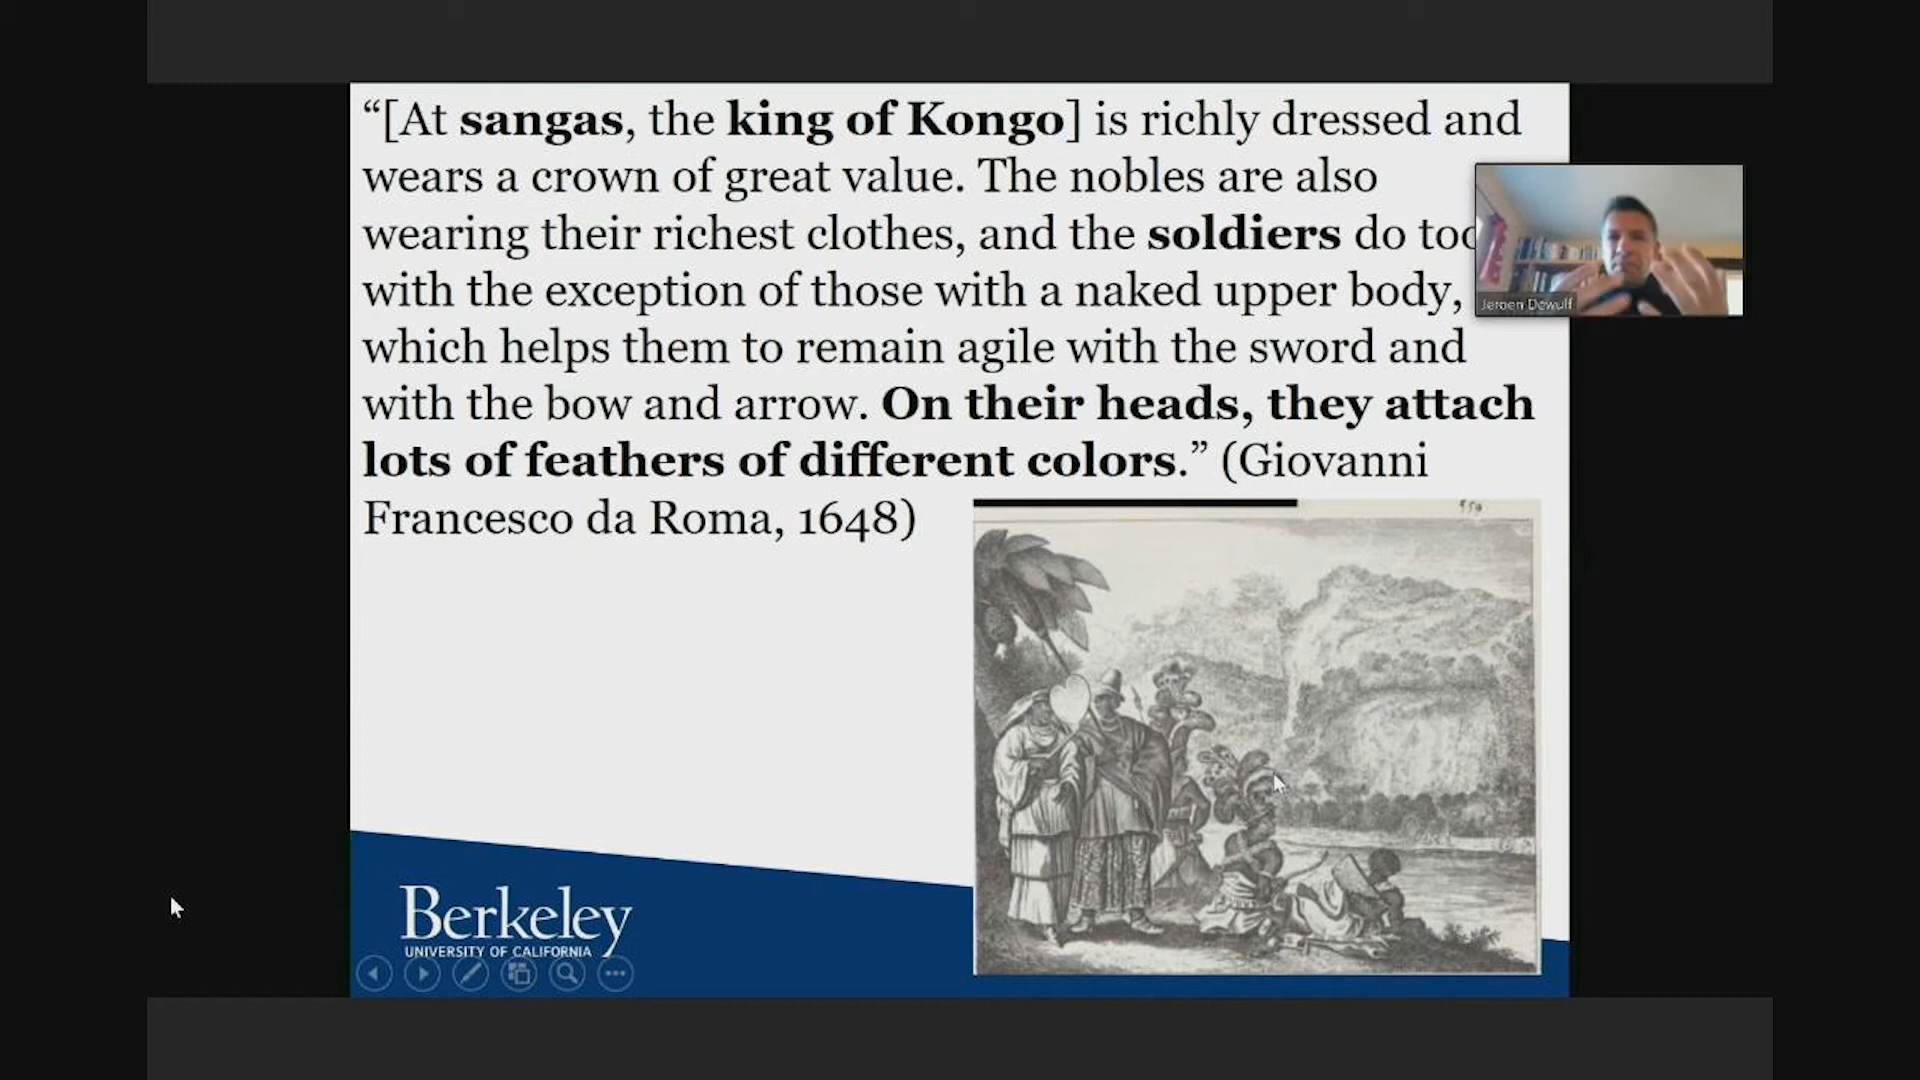 “[At sangas, the king of Kongo] is richly dressed and
wears a crown of great value. The nobles are also
wearing their richest clothes, and the soldiers do too
with the exception of those with a naked upper body,
which helps them to remain agile with the sword and
with the bow and arrow. On their heads, they attach
lots of feathers of different colors.” (Giovanni
Francesco da Roma, 1648)
Jeroen Dewulf
559
Berkeley
UNIVERSITY OF CALIFORNIA